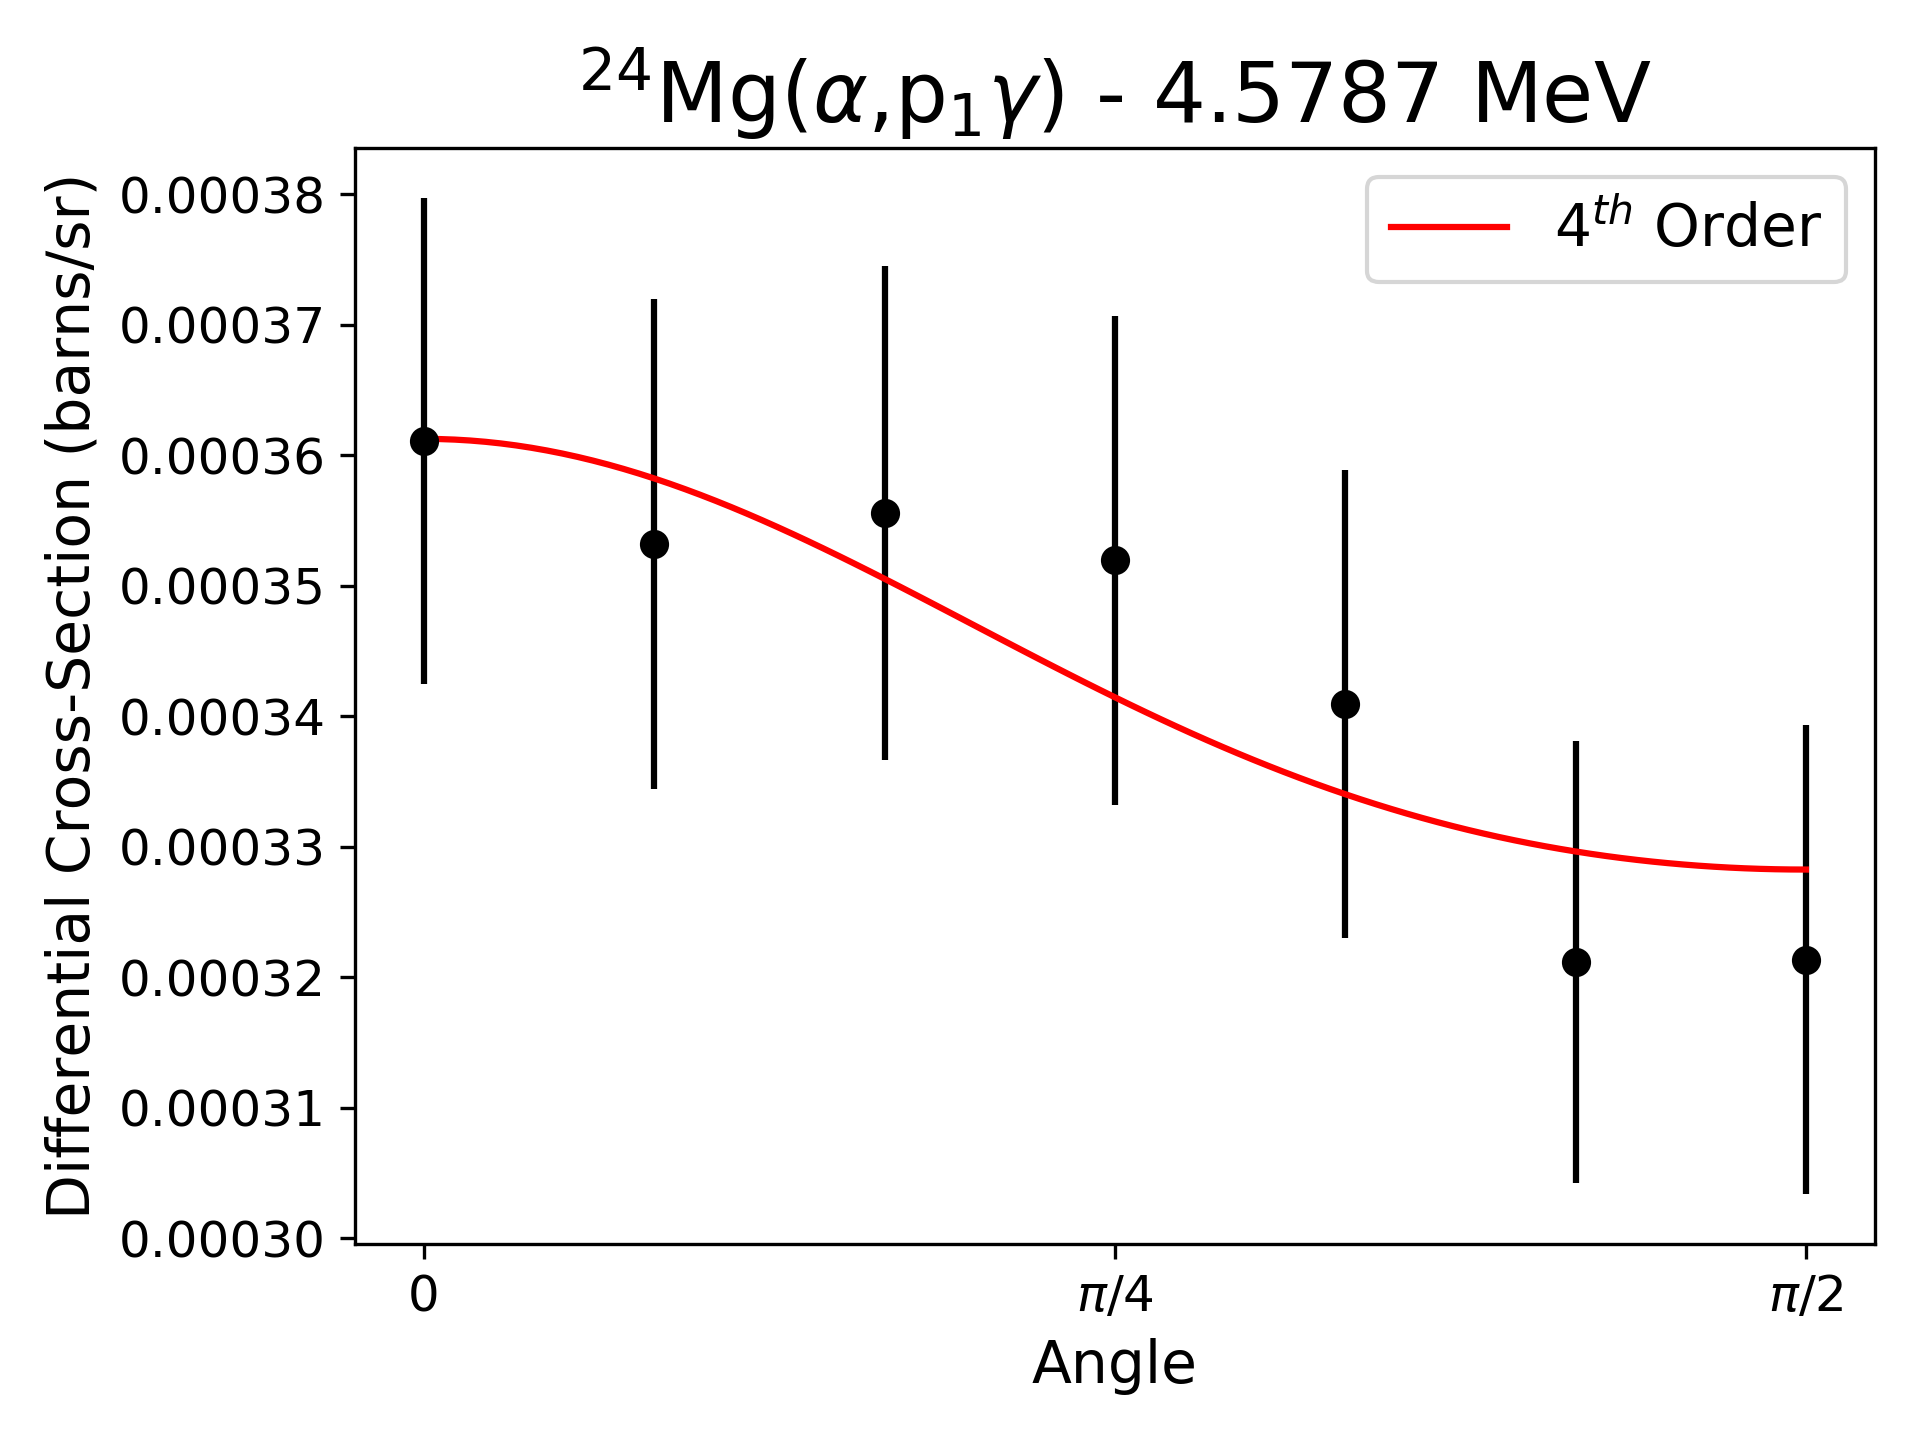 ²⁴Mg(α,p₁γ) - 4.5787 MeV
4ᵗʰ Order
Differential Cross-Section (barns/sr)
0.00038
0.00037
0.00036
0.00035
0.00034
0.00033
0.00032
0.00031
0.00030
0 π/4 π/2
Angle